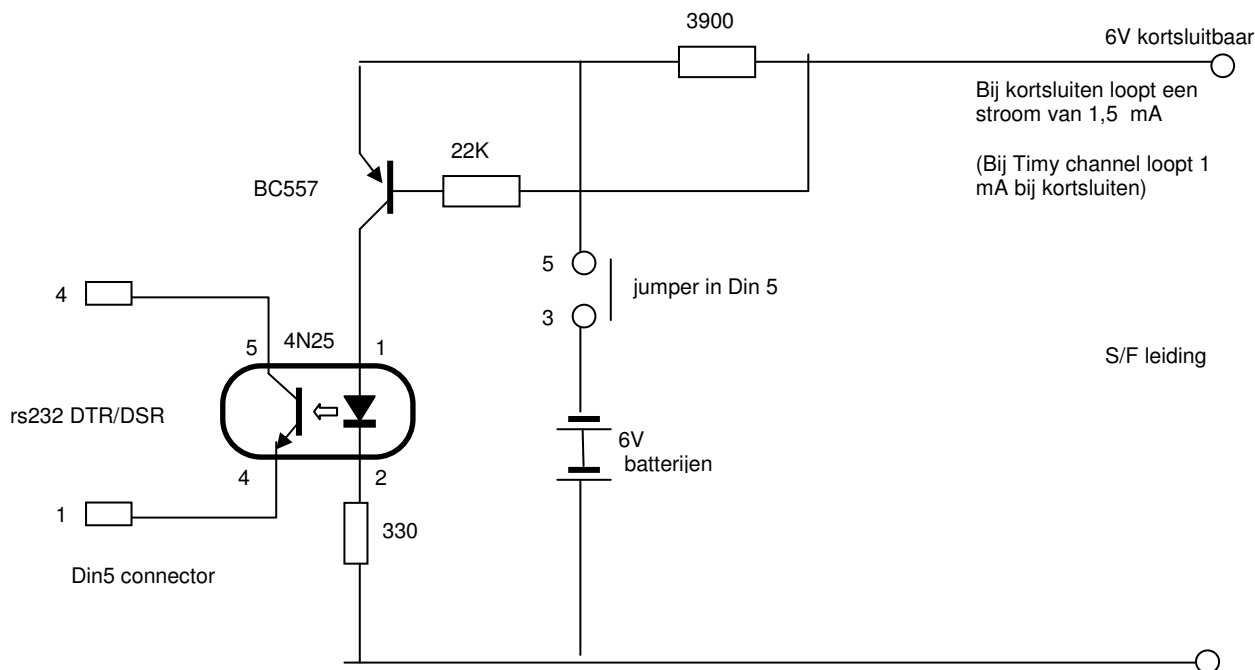 3900
6V kortsluitbaar
Bij kortsluiten loopt een
stroom van 1,5 mA
(Bij Timy channel loopt 1
mA bij kortsluiten)
22K
BC557
5
jumper in Din 5
3
4
5
4N25
1
S/F leiding
rs232 DTR/DSR
6V
batterijen
4
2
1
330
Din5 connector